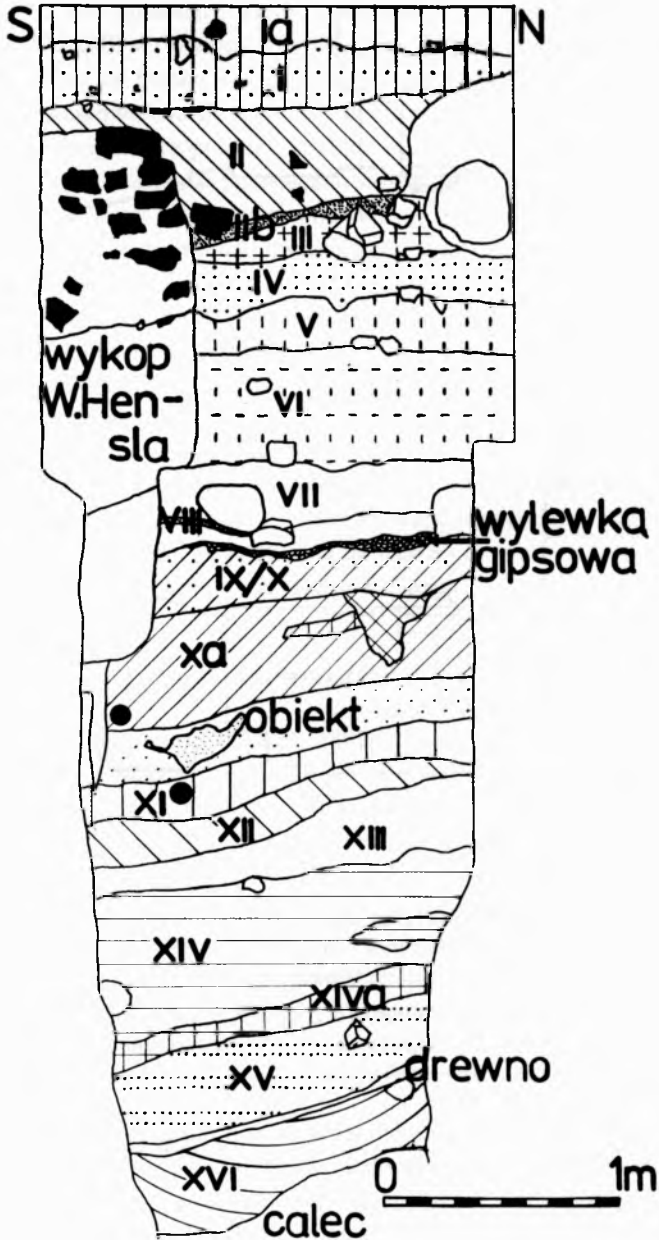 S
N
Ia
II
IIb
III
IV
V
wykop
W.Hen-
sla
VI
VII
VIII
wylewka
gipsowa
IX/X
Xa
obiekt
XI
XII
XIII
XIV
XIVa
drewno
XV
XVI
0
1m
calec